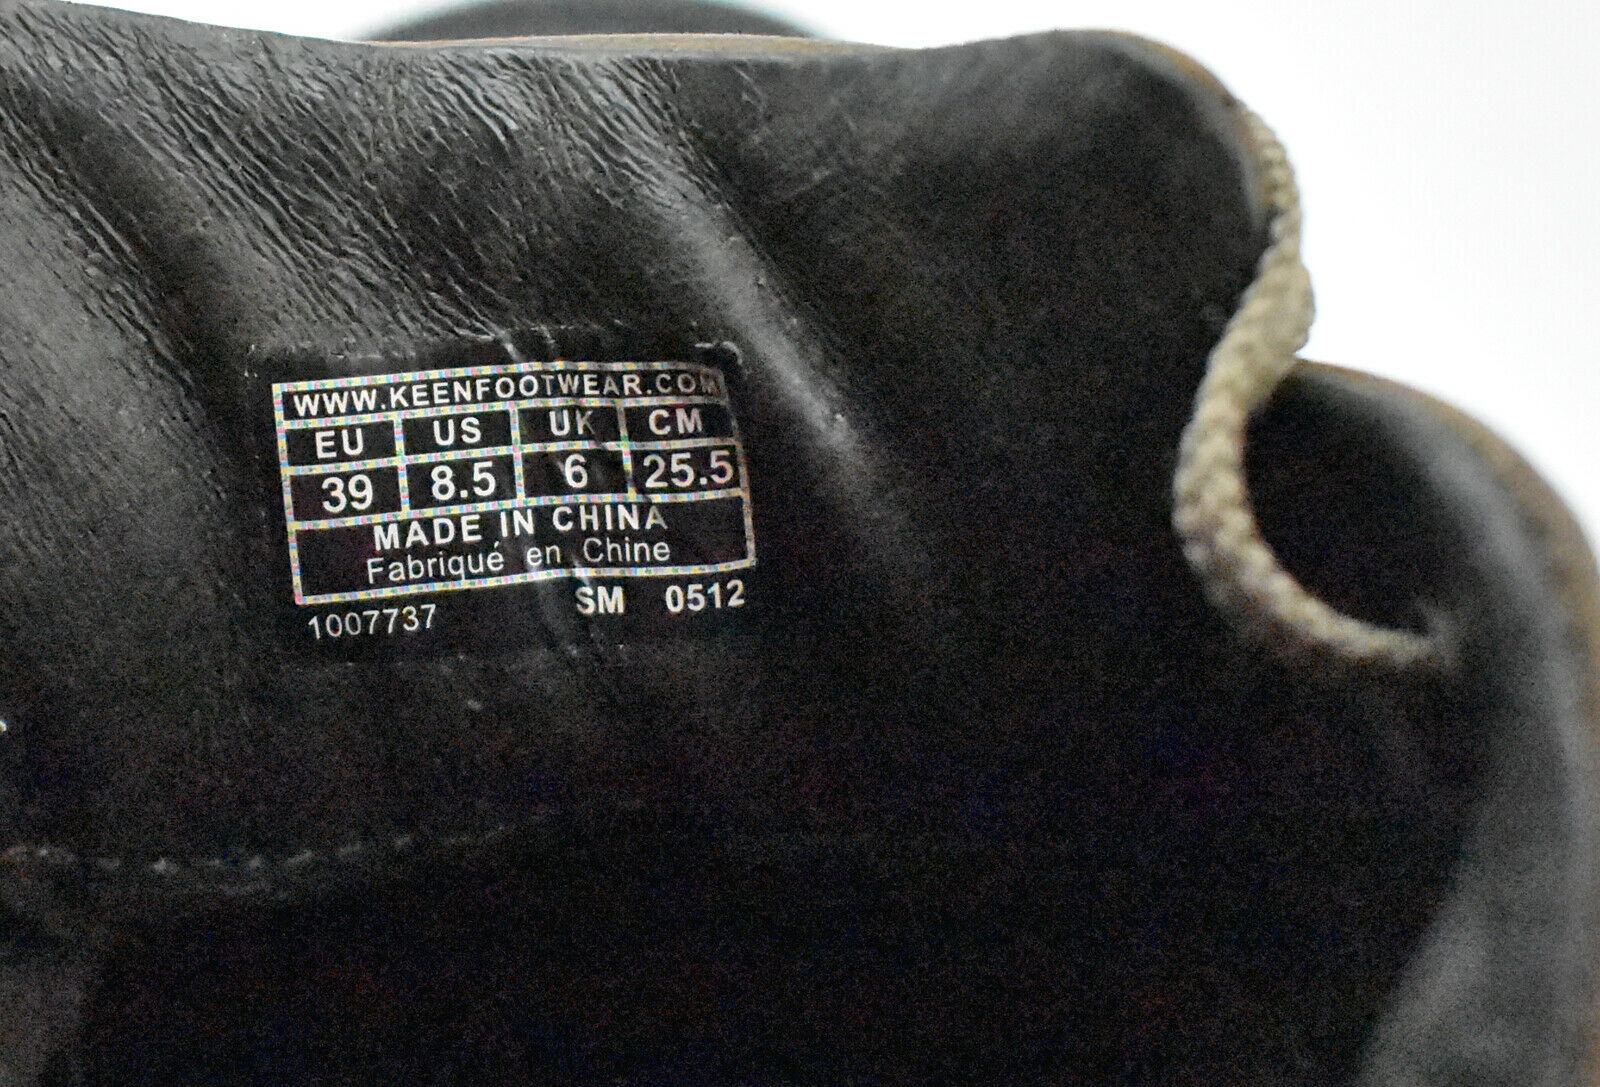 WWW.KEENFOOTWEAR.COM
EU US UK CM
39 8.5 6 25.5
MADE IN CHINA
Fabriqué en Chine
1007737 SM 0512